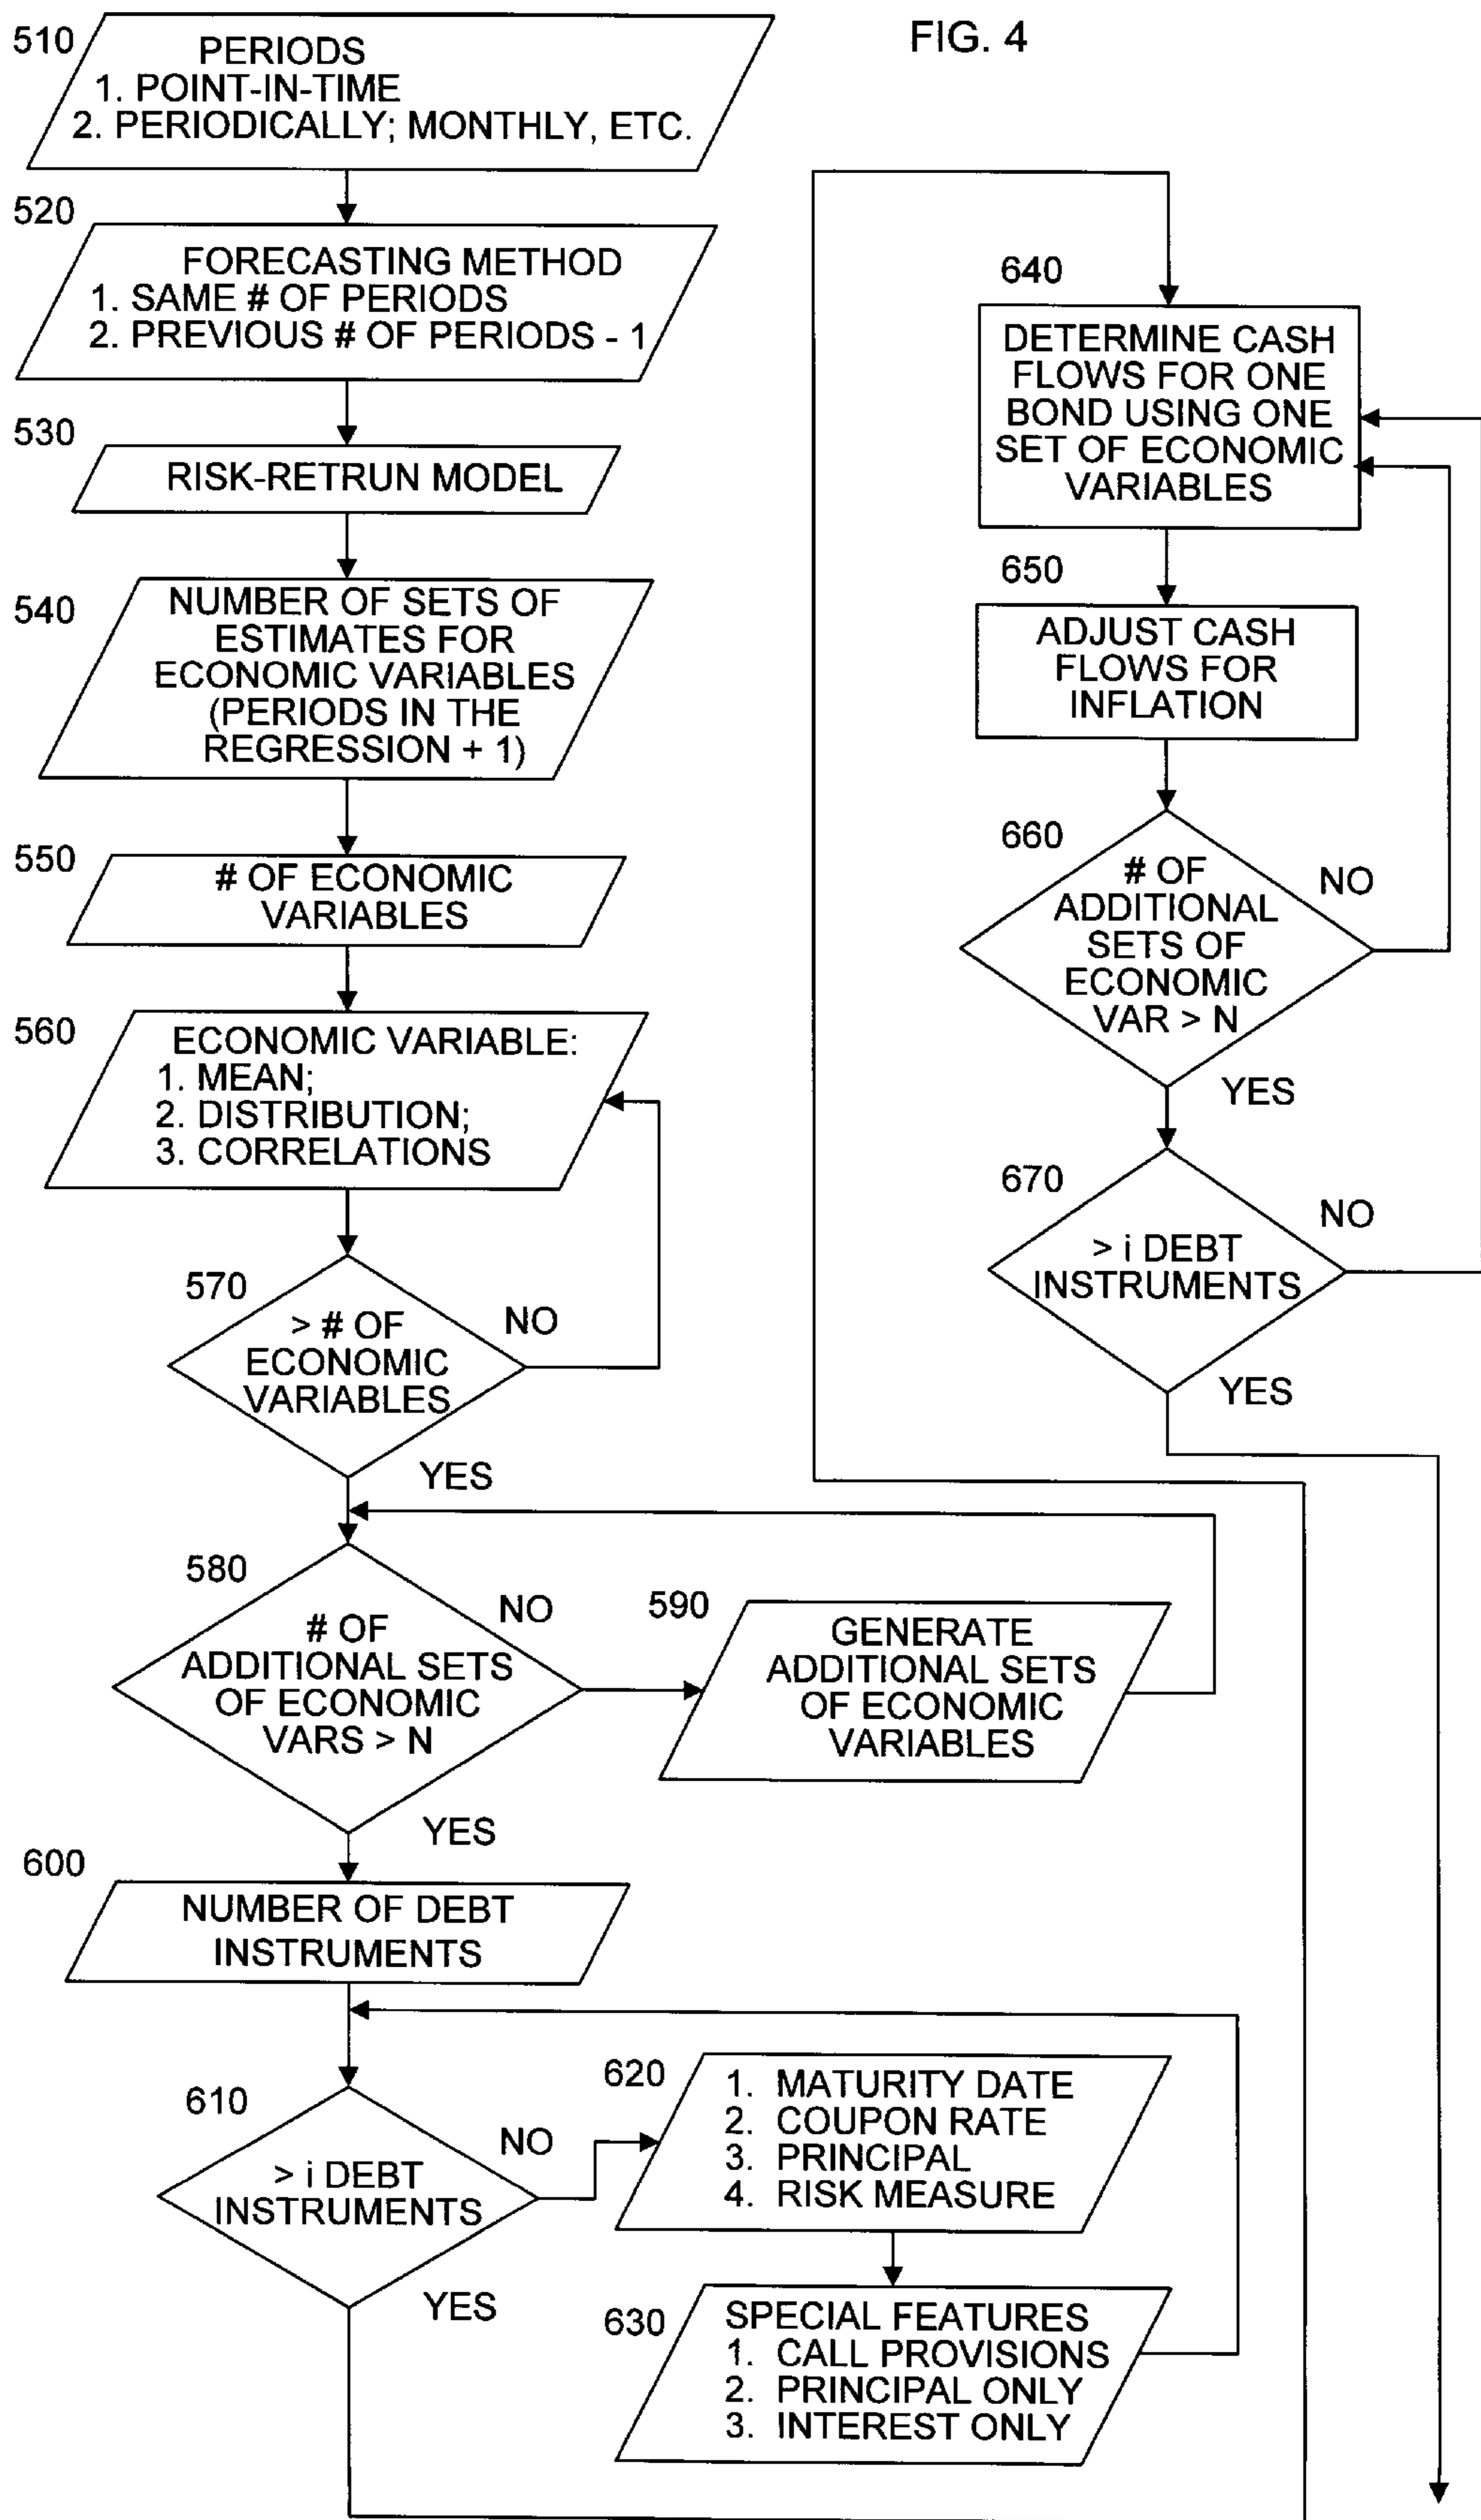 FIG. 4
510
PERIODS
1. POINT-IN-TIME
2. PERIODICALLY; MONTHLY, ETC.
520
FORECASTING METHOD
1. SAME # OF PERIODS
2. PREVIOUS # OF PERIODS - 1
530
RISK-RETRUN MODEL
540
NUMBER OF SETS OF
ESTIMATES FOR
ECONOMIC VARIABLES
(PERIODS IN THE
REGRESSION + 1)
550
# OF ECONOMIC
VARIABLES
560
ECONOMIC VARIABLE:
1. MEAN;
2. DISTRIBUTION;
3. CORRELATIONS
570
> # OF
ECONOMIC
VARIABLES
NO
YES
580
# OF
ADDITIONAL SETS
OF ECONOMIC
VARS > N
NO
YES
590
GENERATE
ADDITIONAL SETS
OF ECONOMIC
VARIABLES
600
NUMBER OF DEBT
INSTRUMENTS
610
> i DEBT
INSTRUMENTS
NO
YES
620
1. MATURITY DATE
2. COUPON RATE
3. PRINCIPAL
4. RISK MEASURE
630
SPECIAL FEATURES
1. CALL PROVISIONS
2. PRINCIPAL ONLY
3. INTEREST ONLY
640
DETERMINE CASH
FLOWS FOR ONE
BOND USING ONE
SET OF ECONOMIC
VARIABLES
650
ADJUST CASH
FLOWS FOR
INFLATION
660
# OF
ADDITIONAL
SETS OF
ECONOMIC
VAR > N
NO
YES
670
> i DEBT
INSTRUMENTS
NO
YES